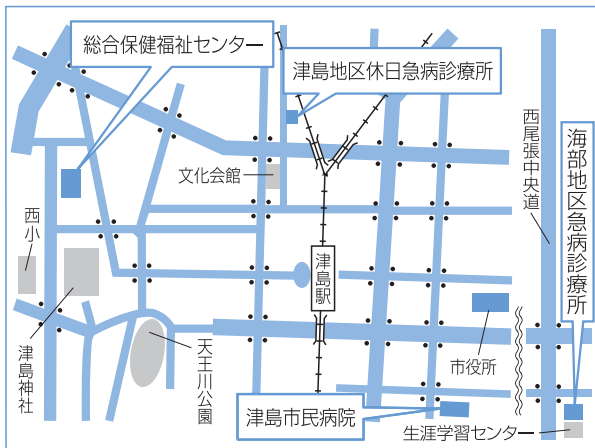 総合保健福祉センター
津島地区休日急病診療所
西尾張中央道
海部地区急病診療所
文化会館
西小
津島駅
津島神社
天王川公園
市役所
津島市民病院
生涯学習センター